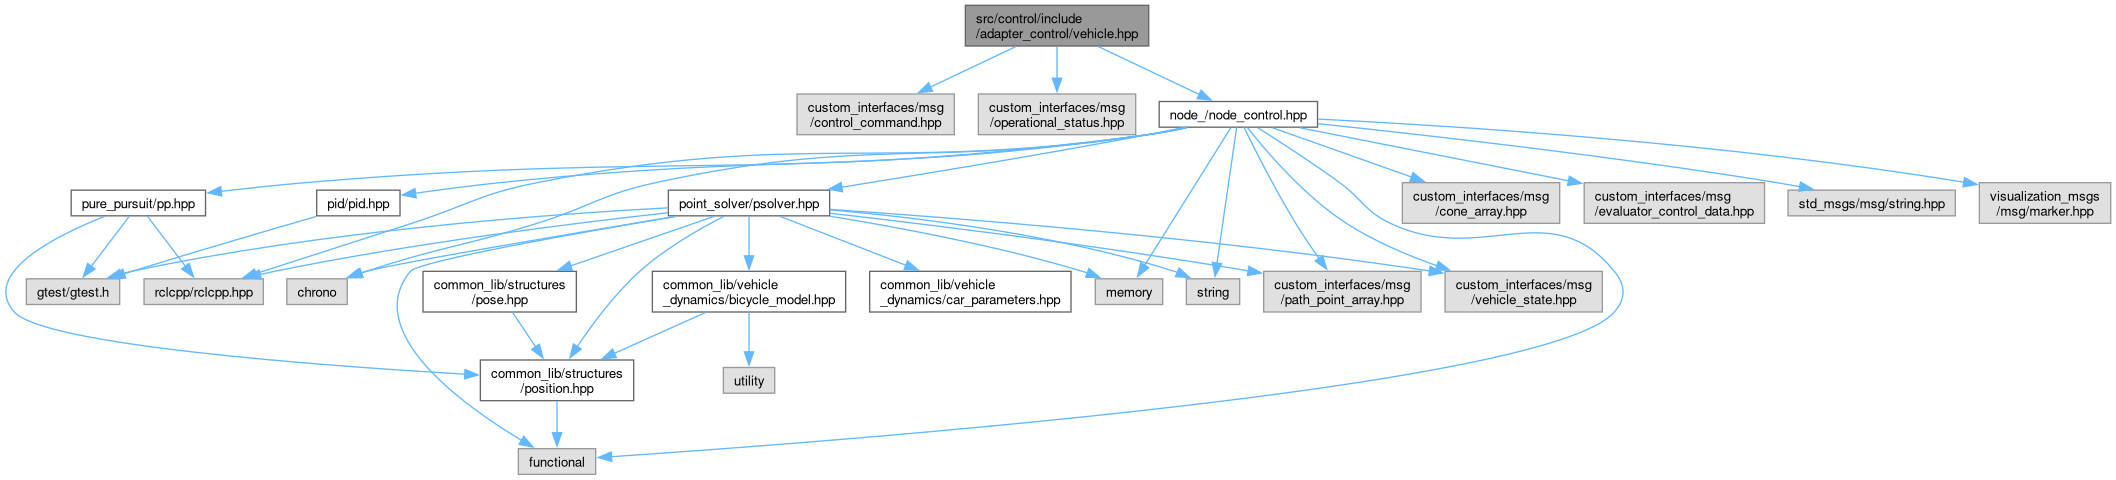 src/control/include
/adapter_control/vehicle.hpp
custom_interfaces/msg
/control_command.hpp
custom_interfaces/msg
/operational_status.hpp
node_/node_control.hpp
pure_pursuit/pp.hpp
pid/pid.hpp
point_solver/psolver.hpp
custom_interfaces/msg
/cone_array.hpp
custom_interfaces/msg
/evaluator_control_data.hpp
std_msgs/msg/string.hpp
visualization_msgs
/msg/marker.hpp
gtest/gtest.h
rclcpp/rclcpp.hpp
chrono
common_lib/structures
/pose.hpp
common_lib/vehicle
_dynamics/bicycle_model.hpp
common_lib/vehicle
_dynamics/car_parameters.hpp
memory
string
custom_interfaces/msg
/path_point_array.hpp
custom_interfaces/msg
/vehicle_state.hpp
common_lib/structures
/position.hpp
utility
functional